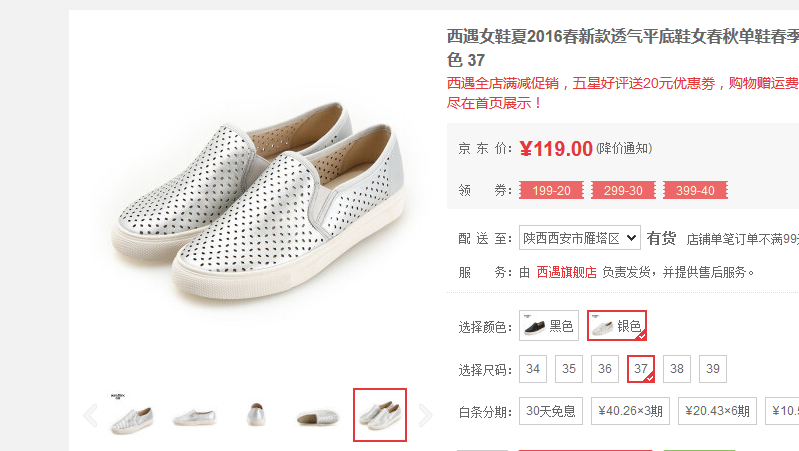 西遇女鞋夏2016春新款透气平底鞋女春秋单鞋春季
色 37
西遇全店满减促销，五星好评送20元优惠券，购物赠运费
尽在首页展示！
京 东 价： ¥119.00 (降价通知)
领 券： 199-20 299-30 399-40
配 送 至： 陕西西安市雁塔区 有货 店铺单笔订单不满99
服 务： 由 西遇旗舰店 负责发货，并提供售后服务。
选择颜色： 黑色 银色
选择尺码： 34 35 36 37 38 39
白条分期： 30天免息 ¥40.26×3期 ¥20.43×6期 ¥10.5